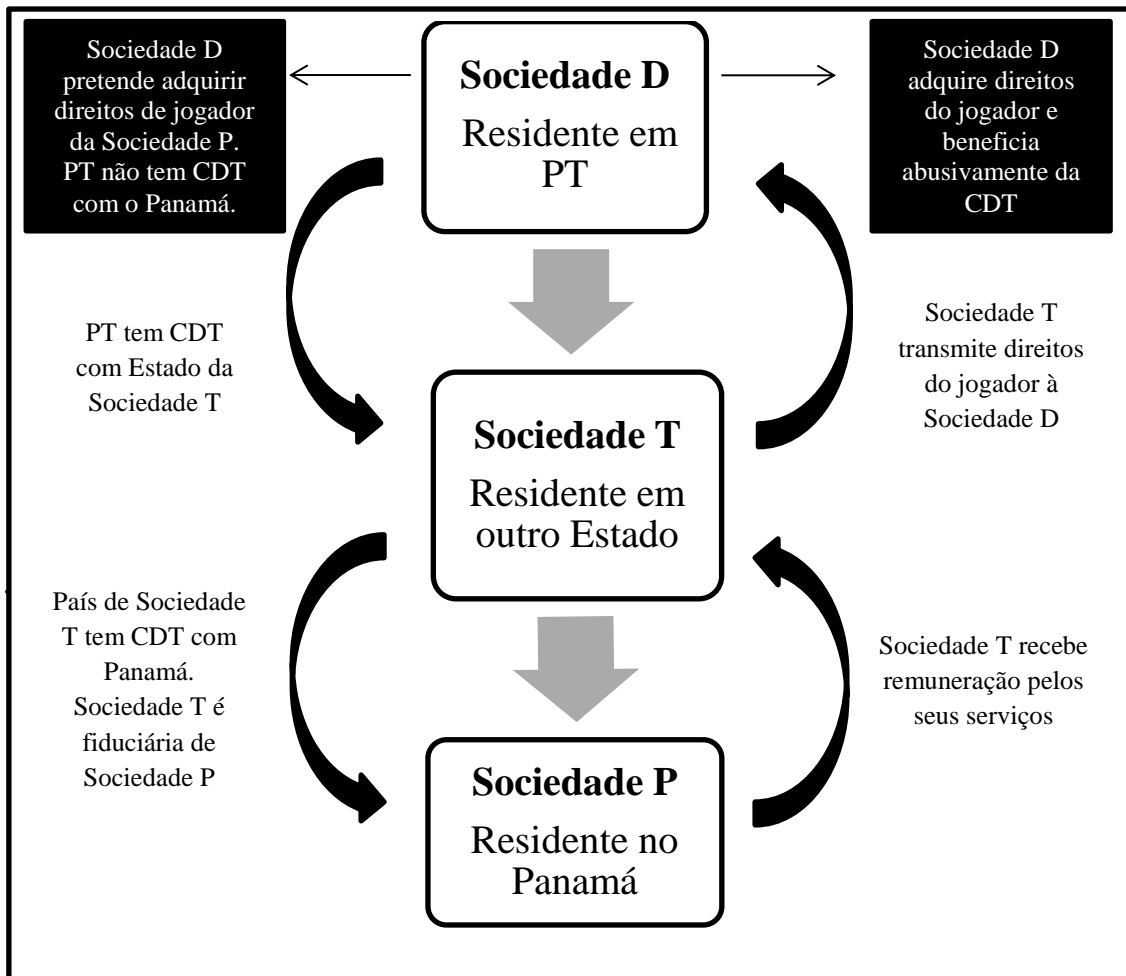 Sociedade D
pretende adquirir
direitos de jogador
da Sociedade P.
PT não tem CDT
com o Panamá.
Sociedade D
Residente em
PT
Sociedade D
adquire direitos
do jogador e
beneficia
abusivamente da
CDT
PT tem CDT
com Estado da
Sociedade T
Sociedade T
transmite direitos
do jogador à
Sociedade D
Sociedade T
Residente em
outro Estado
País de Sociedade
T tem CDT com
Panamá.
Sociedade T é
fiduciária de
Sociedade P
Sociedade T recebe
remuneração pelos
seus serviços
Sociedade P
Residente no
Panamá